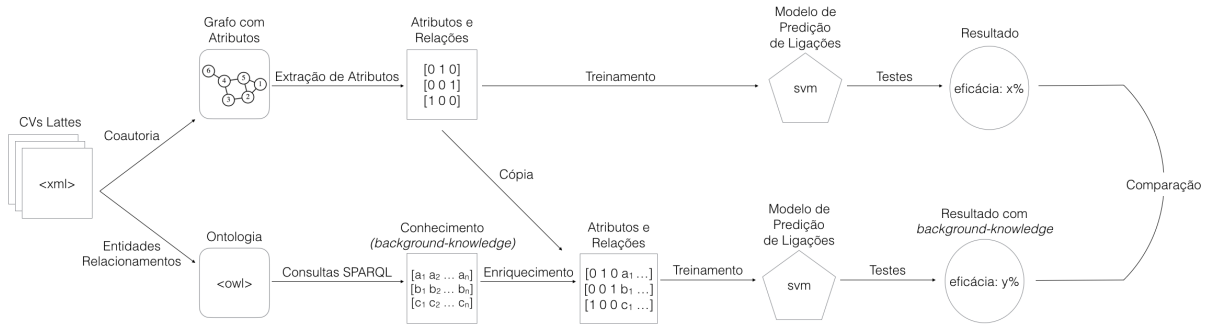 Grafo com
Atributos
6
4
5
1
3
2
Extração de Atributos
Atributos e
Relações
[0 1 0]
[0 0 1]
[1 0 0]
Treinamento
Modelo de
Predição
de Ligações
svm
Testes
Resultado
eficácia: x%
CVs Lattes
<xml>
Coautoria
Cópia
Comparação
Entidades
Relacionamentos
Ontologia
<owl>
Consultas SPARQL
Conhecimento
(background-knowledge)
[a1 a2 ... an]
[b1 b2 ... bn]
[c1 c2 ... cn]
Enriquecimento
Atributos e
Relações
[0 1 0 a1 ...]
[0 0 1 b1 ...]
[1 0 0 c1 ...]
Treinamento
Modelo de
Predição
de Ligações
svm
Testes
Resultado com
background-knowledge
eficácia: y%